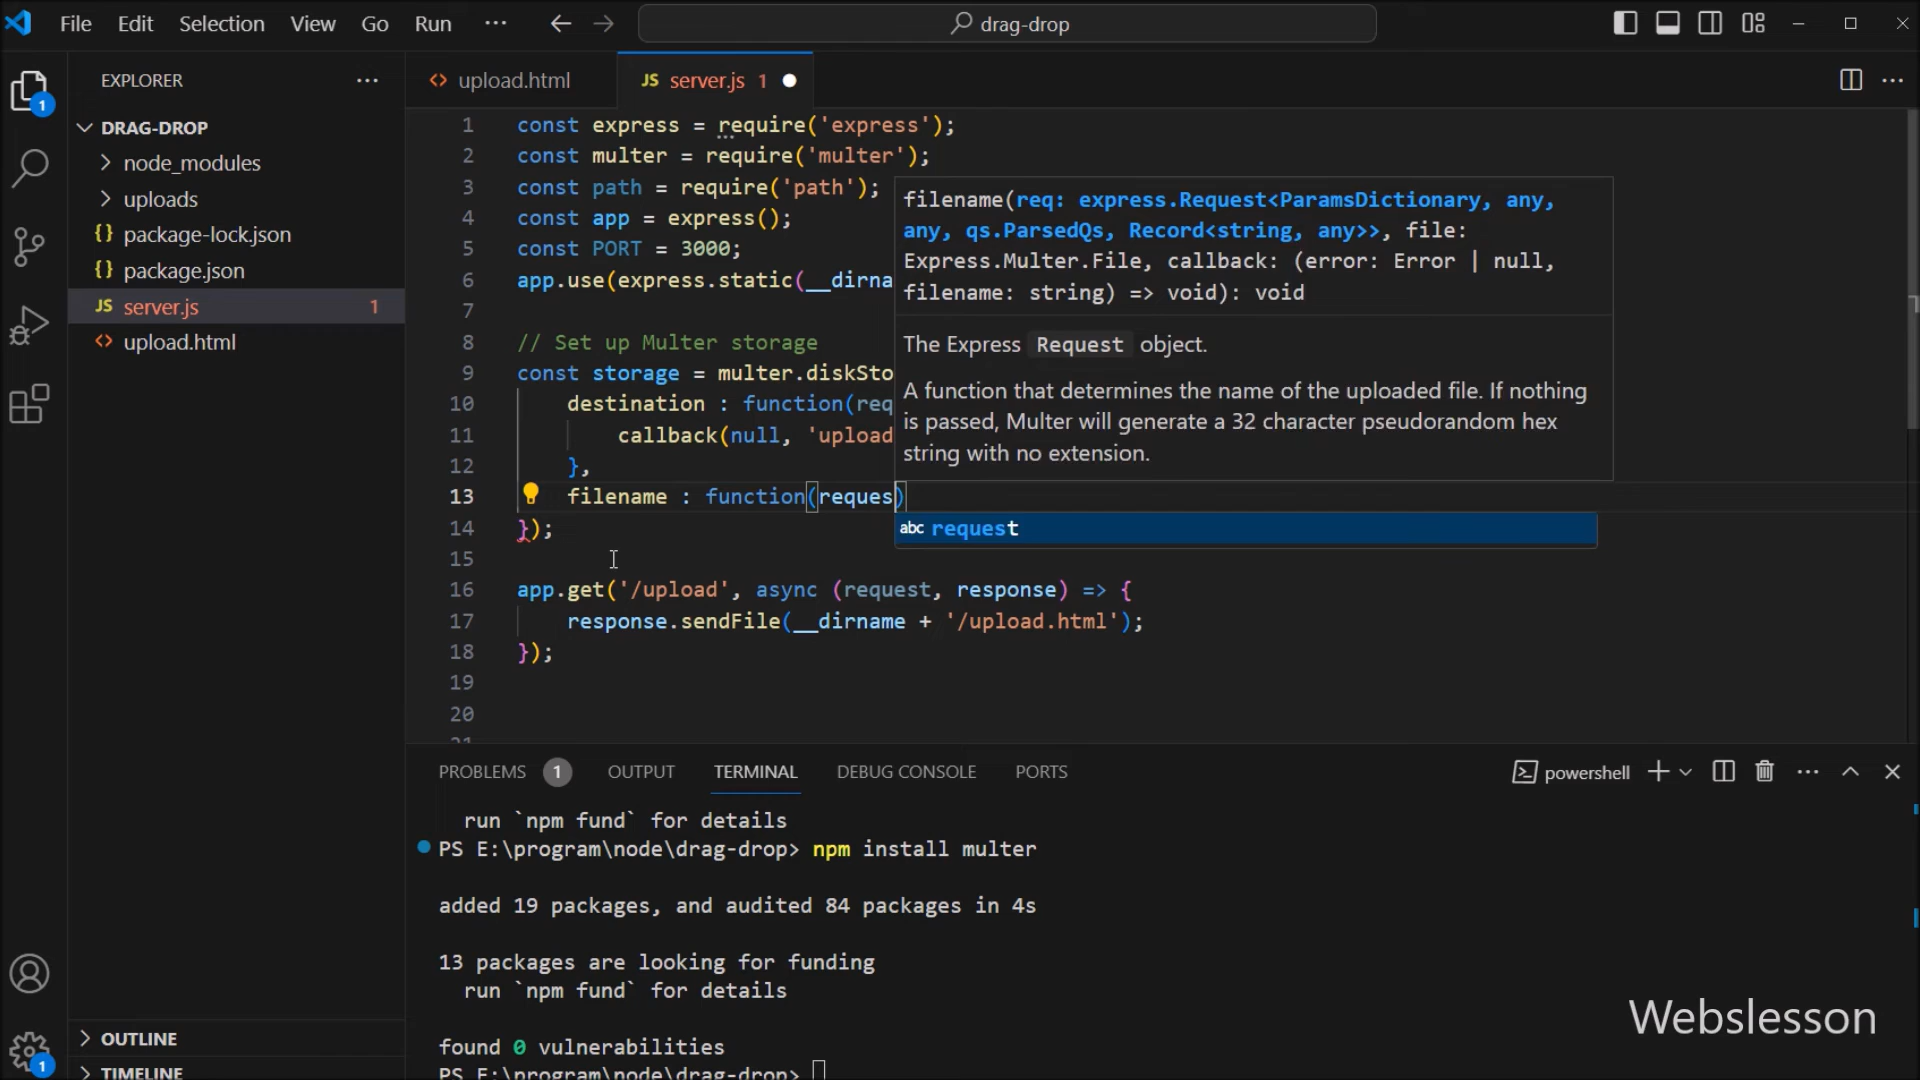 File Edit Selection View Go Run ··· drag-drop
EXPLORER ···
DRAG-DROP
node_modules
uploads
{} package-lock.json
{} package.json
JS server.js 1
<> upload.html
OUTLINE
TIMELINE
1
1
<> upload.html JS server.js 1
1 const express = require('express');
2 const multer = require('multer');
3 const path = require('path');
4 const app = express();
5 const PORT = 3000;
6 app.use(express.static(__dirna
7
8 // Set up Multer storage
9 const storage = multer.diskSto
10 destination : function(req
11 callback(null, 'upload
12 },
13 filename : function(reques)
14 });
15
16 app.get('/upload', async (request, response) => {
17 response.sendFile(__dirname + '/upload.html');
18 });
19
20
21
filename(req: express.Request<ParamsDictionary, any,
any, qs.ParsedQs, Record<string, any>>, file:
Express.Multer.File, callback: (error: Error | null,
filename: string) => void): void
The Express Request object.
A function that determines the name of the uploaded file. If nothing
is passed, Multer will generate a 32 character pseudorandom hex
string with no extension.
abc request
PROBLEMS 1 OUTPUT TERMINAL DEBUG CONSOLE PORTS powershell
run `npm fund` for details
PS E:\program\node\drag-drop> npm install multer
added 19 packages, and audited 84 packages in 4s
13 packages are looking for funding
run `npm fund` for details
found 0 vulnerabilities
PS E:\program\node\drag-drop>
Webslesson